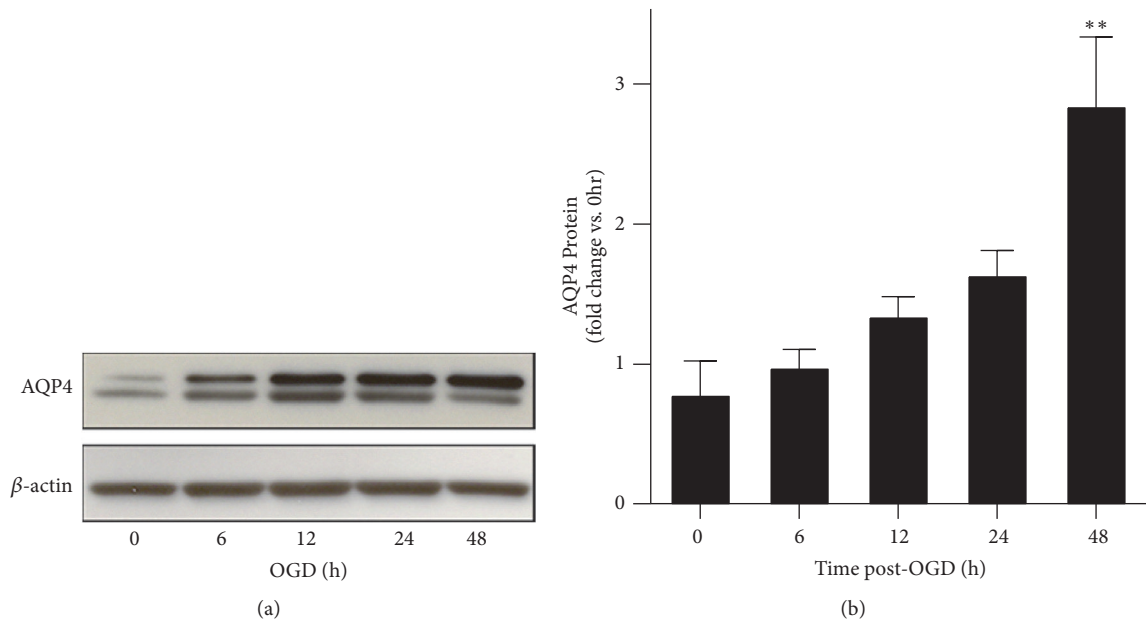 AQP4
β-actin
0 6 12 24 48
OGD (h)
(a)
**
3
2
1
0
AQP4 Protein
(fold change vs. 0hr)
0 6 12 24 48
Time post-OGD (h)
(b)